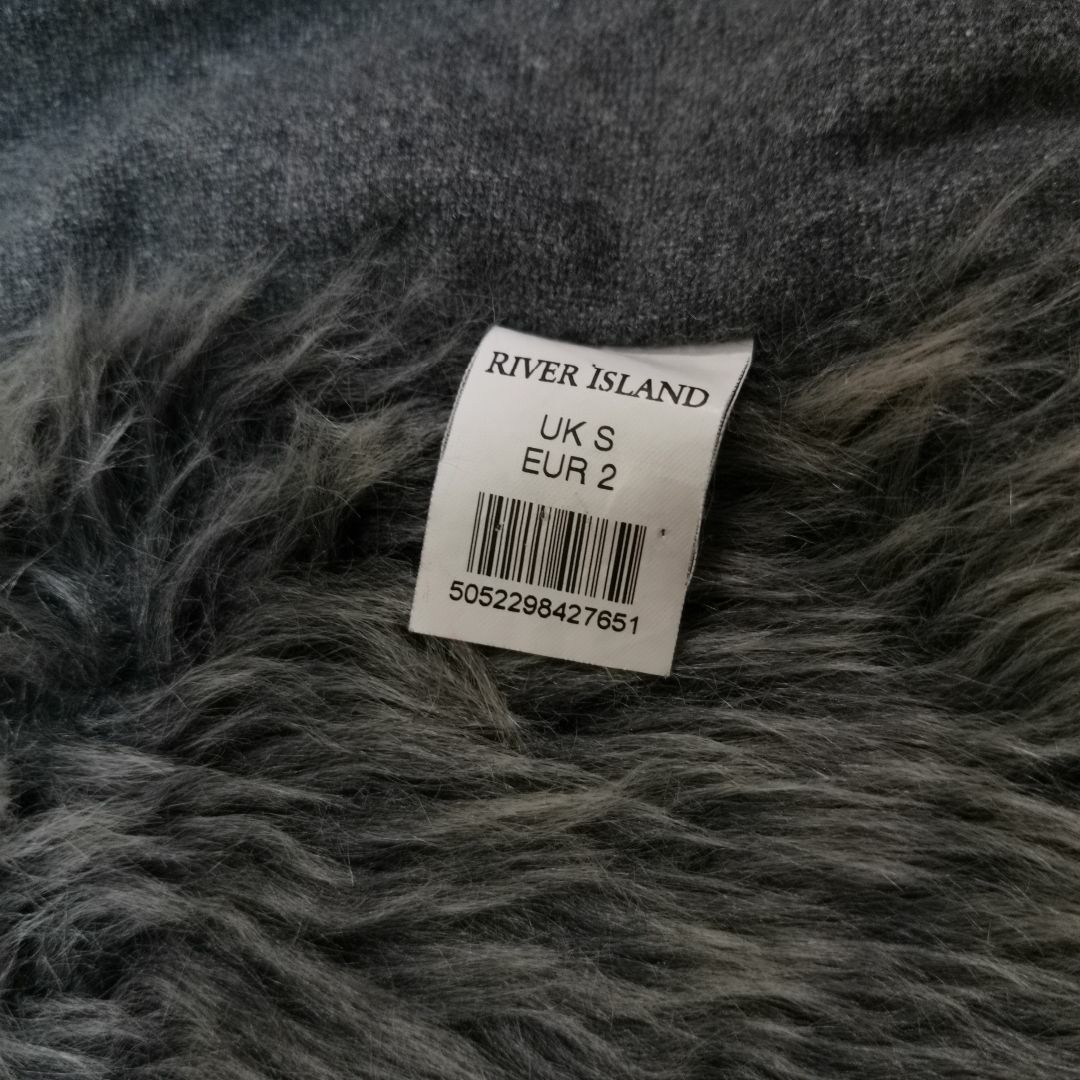 RIVER ISLAND
UK S
EUR 2
5052298427651